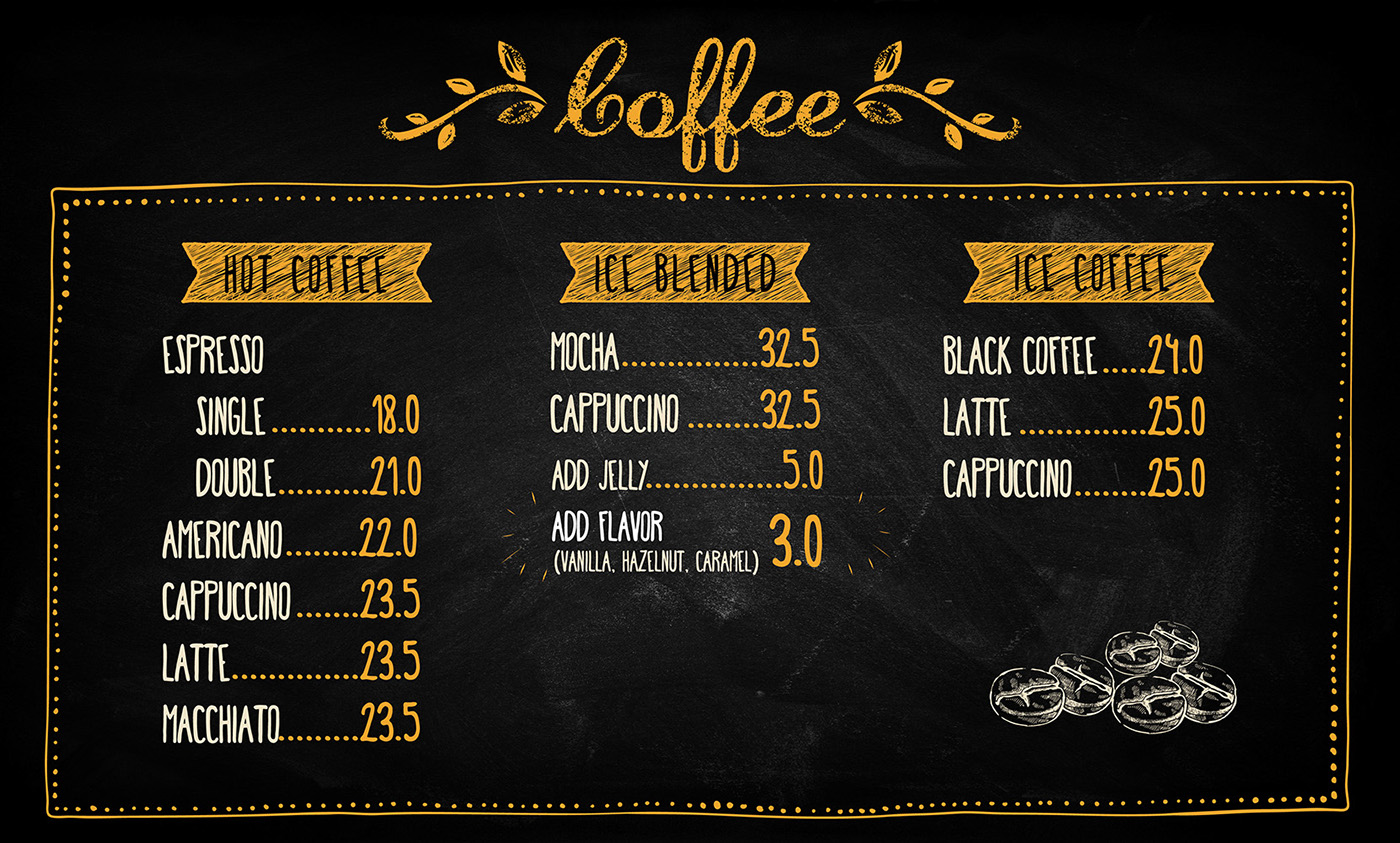 Coffee
HOT COFFEE
ESPRESSO
SINGLE...........18.0
DOUBLE..........21.0
AMERICANO........22.0
CAPPUCCINO.......23.5
LATTE..............23.5
MACCHIATO.........23.5
ICE BLENDED
MOCHA...............32.5
CAPPUCCINO........32.5
ADD JELLY...............5.0
ADD FLAVOR
(VANILLA, HAZELNUT, CARAMEL) 3.0
ICE COFFEE
BLACK COFFEE.....24.0
LATTE..............25.0
CAPPUCCINO........25.0